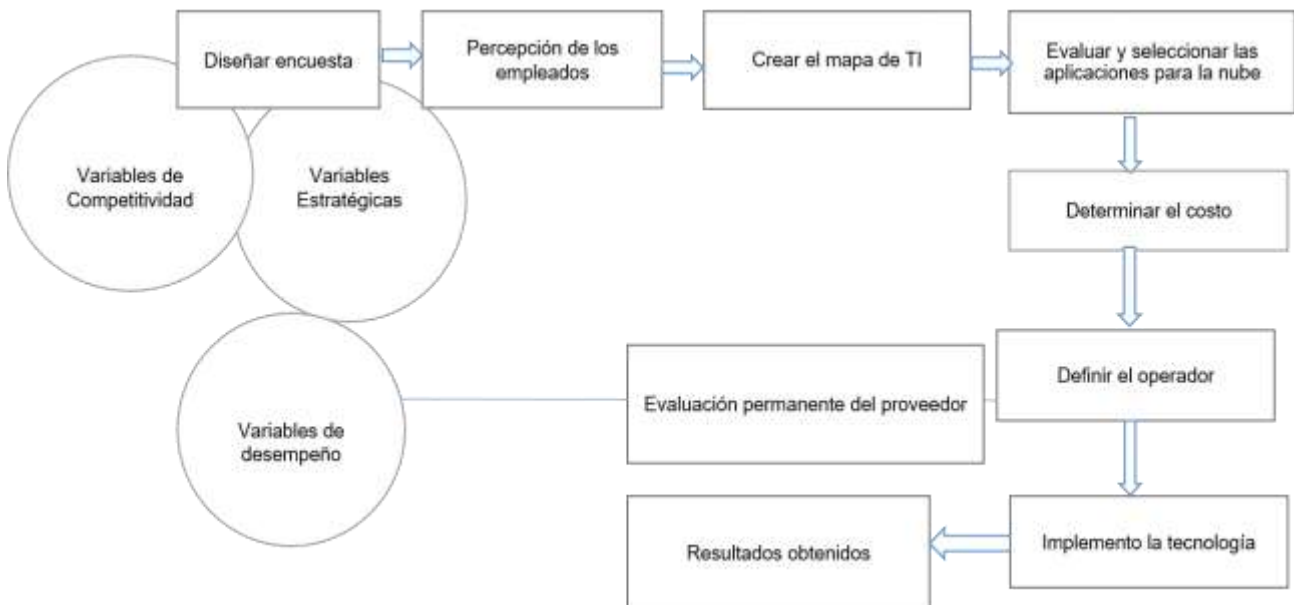 Diseñar encuesta
Percepción de los
empleados
Crear el mapa de TI
Evaluar y seleccionar las
aplicaciones para la nube
Variables de
Competitividad
Variables
Estratégicas
Determinar el costo
Definir el operador
Evaluación permanente del proveedor
Variables de
desempeño
Implemento la tecnología
Resultados obtenidos